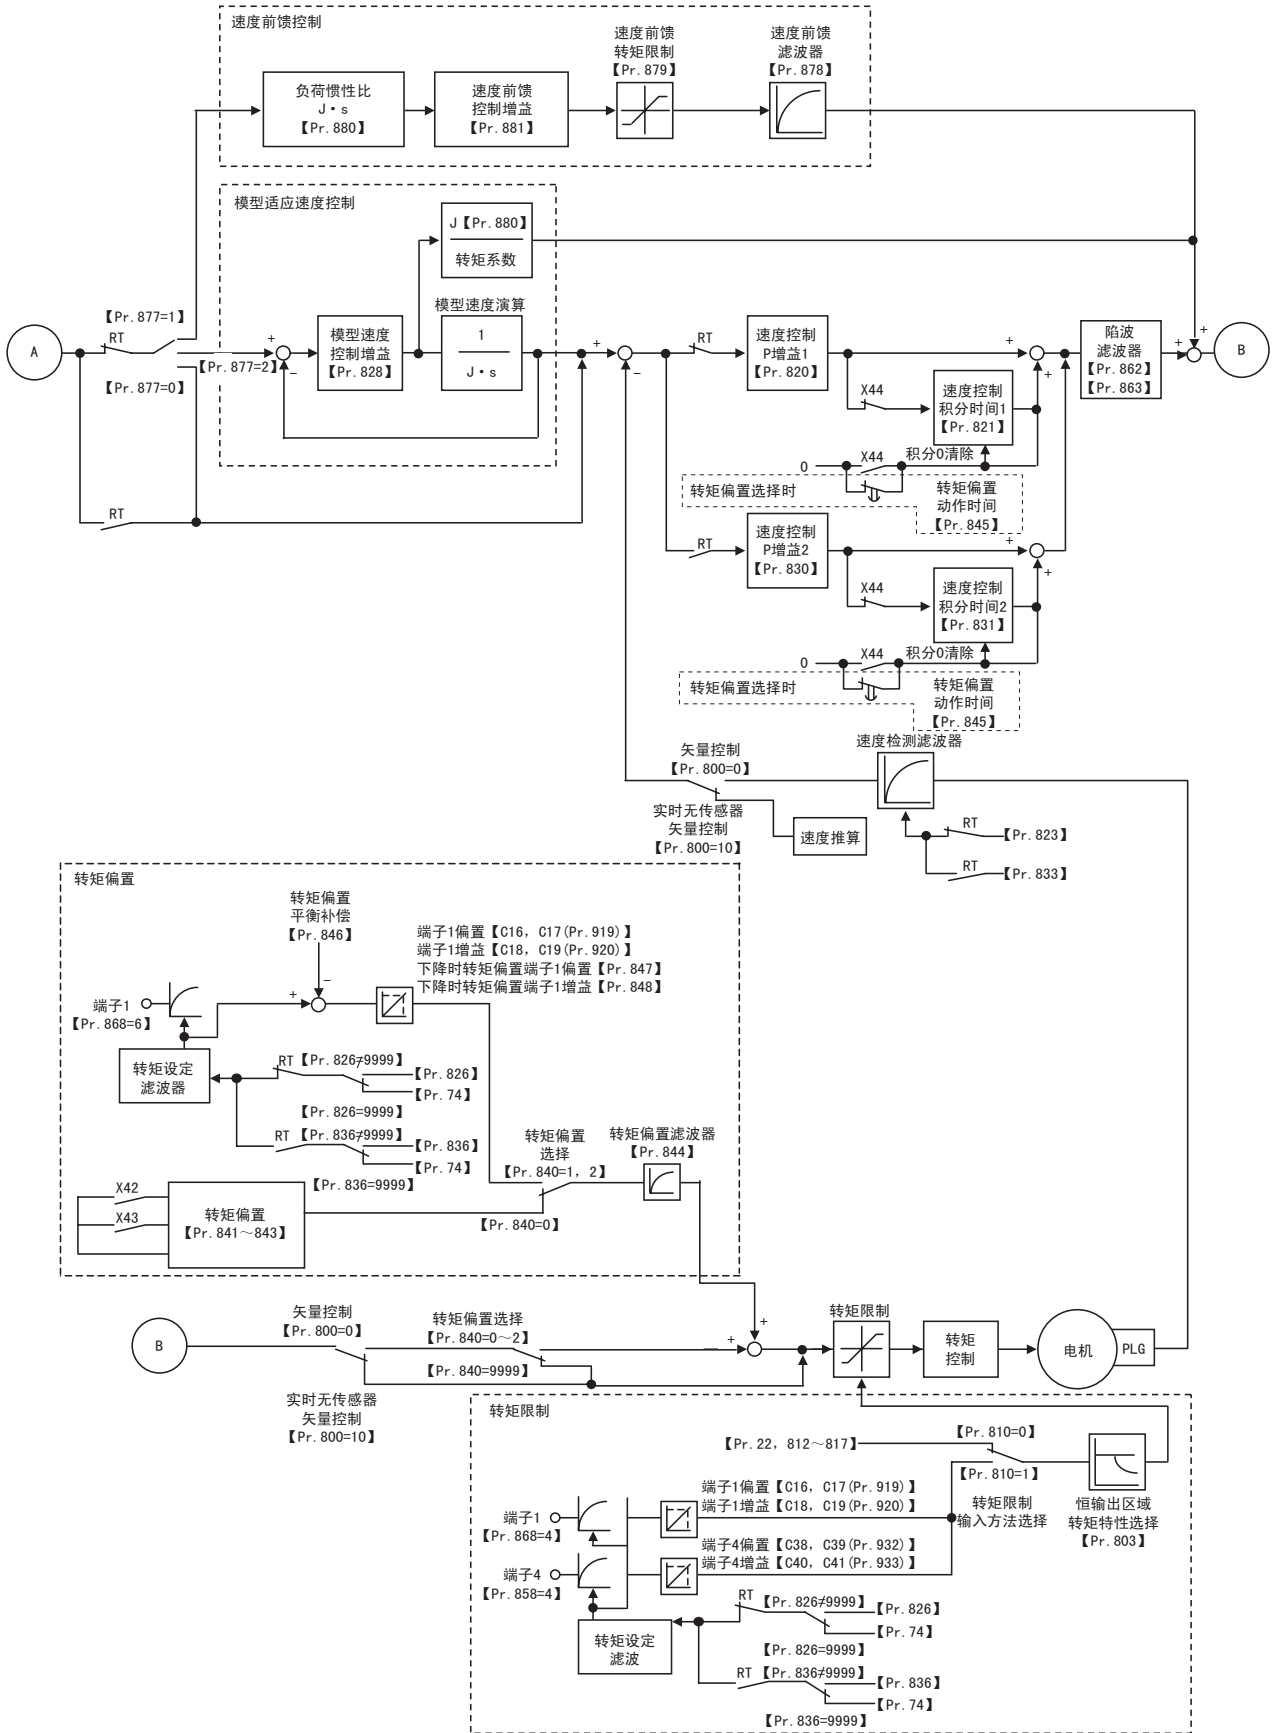 速度前馈控制
速度前馈
转矩限制
【Pr.879】
速度前馈
滤波器
【Pr.878】
负荷惯性比
J・s
【Pr.880】
速度前馈
控制增益
【Pr.881】
模型适应速度控制
J【Pr.880】
转矩系数
模型速度演算
【Pr.877=1】
RT
A
【Pr.877=2】
【Pr.877=0】
+
−
模型速度
控制增益
【Pr.828】
1
J・s
+
−
RT
速度控制
P增益1
【Pr.820】
+
+
陷波
滤波器
【Pr.862】
【Pr.863】
+
+
B
X44
速度控制
积分时间1
【Pr.821】
0
X44
积分0清除
转矩偏置选择时
转矩偏置
动作时间
【Pr.845】
RT
RT
速度控制
P增益2
【Pr.830】
+
+
X44
速度控制
积分时间2
【Pr.831】
0
X44
积分0清除
转矩偏置选择时
转矩偏置
动作时间
【Pr.845】
速度检测滤波器
矢量控制
【Pr.800=0】
实时无传感器
矢量控制
【Pr.800=10】
速度推算
RT
【Pr.823】
RT
【Pr.833】
转矩偏置
转矩偏置
平衡补偿
【Pr.846】
端子1偏置【C16，C17(Pr.919)】
端子1增益【C18，C19(Pr.920)】
下降时转矩偏置端子1偏置【Pr.847】
下降时转矩偏置端子1增益【Pr.848】
端子1
【Pr.868=6】
+
−
转矩设定
滤波器
RT
【Pr.826≠9999】
【Pr.826】
【Pr.74】
【Pr.826=9999】
RT
【Pr.836≠9999】
【Pr.836】
【Pr.74】
【Pr.836=9999】
转矩偏置
选择
【Pr.840=1，2】
【Pr.840=0】
转矩偏置滤波器
【Pr.844】
X42
X43
转矩偏置
【Pr.841～843】
B
矢量控制
【Pr.800=0】
实时无传感器
矢量控制
【Pr.800=10】
转矩偏置选择
【Pr.840=0～2】
【Pr.840=9999】
+
+
转矩限制
转矩
控制
电机
PLG
转矩限制
【Pr.22，812～817】
【Pr.810=0】
【Pr.810=1】
转矩限制
输入方法选择
恒输出区域
转矩特性选择
【Pr.803】
端子1偏置【C16，C17(Pr.919)】
端子1增益【C18，C19(Pr.920)】
端子1
【Pr.868=4】
端子4偏置【C38，C39(Pr.932)】
端子4增益【C40，C41(Pr.933)】
端子4
【Pr.858=4】
转矩设定
滤波
RT
【Pr.826≠9999】
【Pr.826】
【Pr.74】
【Pr.826=9999】
RT
【Pr.836≠9999】
【Pr.836】
【Pr.74】
【Pr.836=9999】